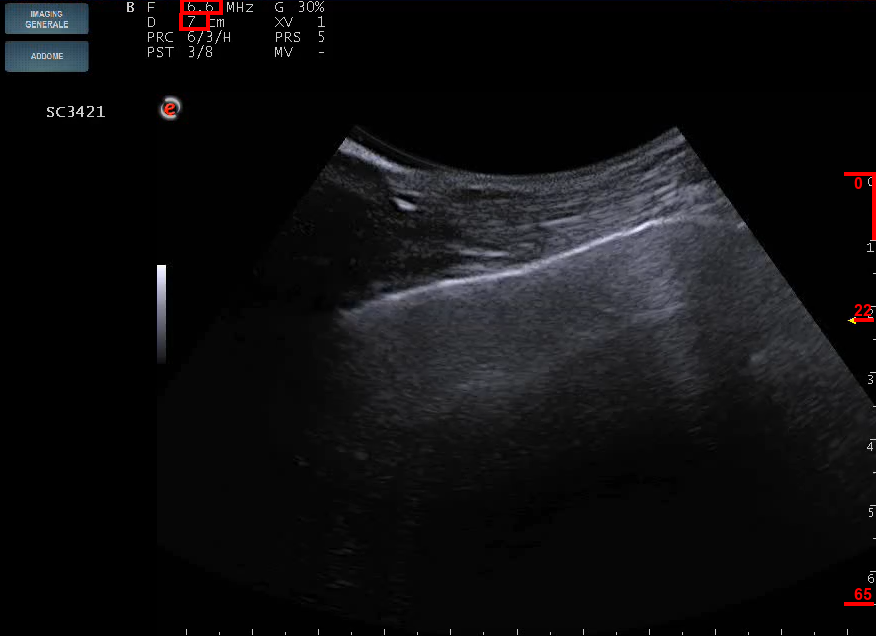 IMAGING
GENERALE
ADDOME
B F 6.6 MHz G 30%
D 7 cm XV 1
PRC 6/3/H PRS 5
PST 3/8 MV -
SC3421
e
0 0
1
22
3
4
5
6
65